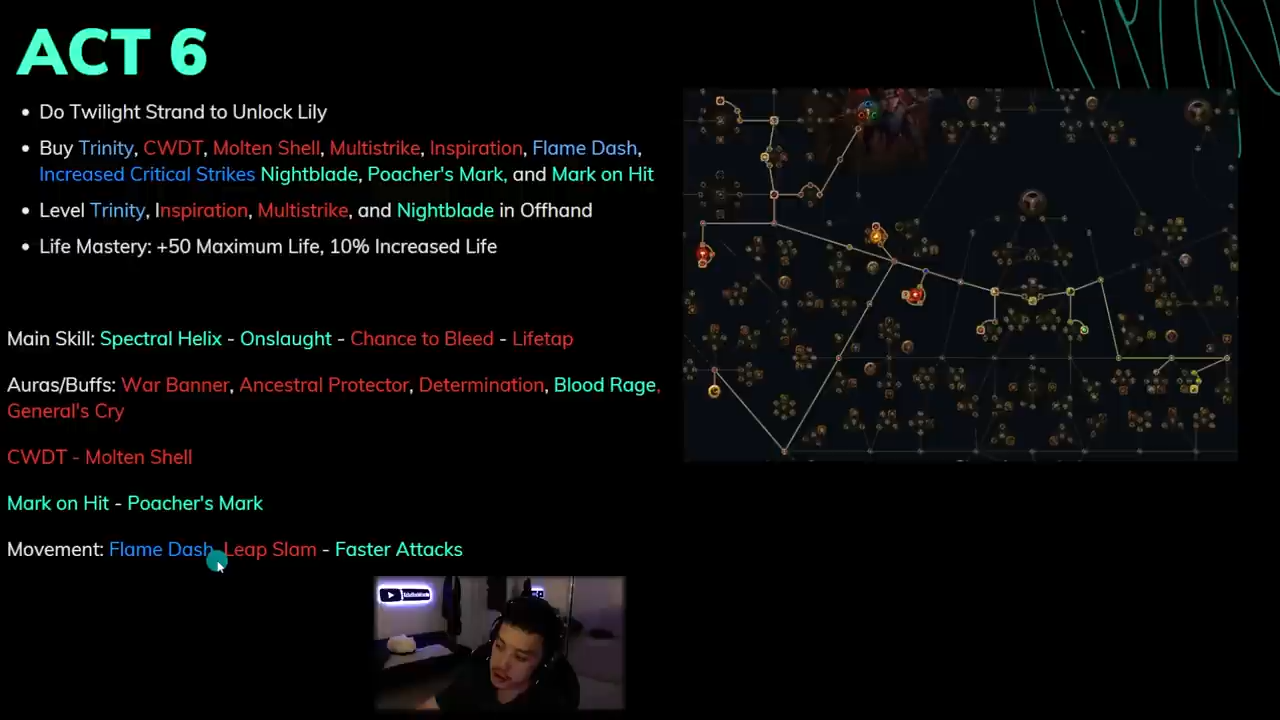 ACT 6
• Do Twilight Strand to Unlock Lily
• Buy Trinity, CWDT, Molten Shell, Multistrike, Inspiration, Flame Dash,
Increased Critical Strikes Nightblade, Poacher's Mark, and Mark on Hit
• Level Trinity, Inspiration, Multistrike, and Nightblade in Offhand
• Life Mastery: +50 Maximum Life, 10% Increased Life
Main Skill: Spectral Helix - Onslaught - Chance to Bleed - Lifetap
Auras/Buffs: War Banner, Ancestral Protector, Determination, Blood Rage,
General's Cry
CWDT - Molten Shell
Mark on Hit - Poacher's Mark
Movement: Flame Dash, Leap Slam - Faster Attacks